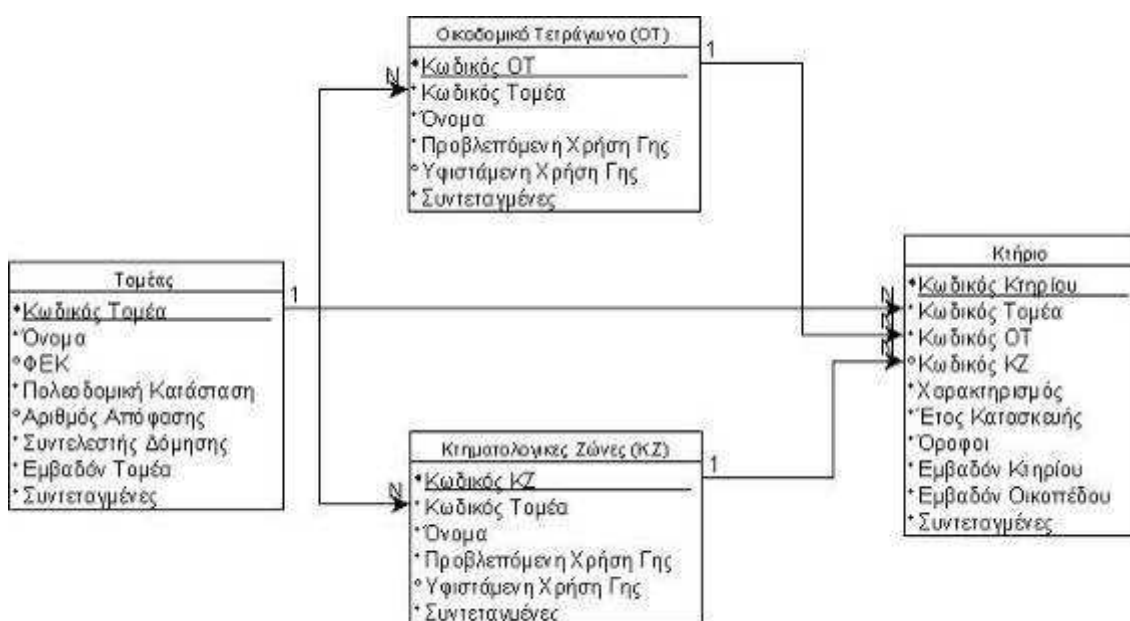 Οικοδομικό Τετράγωνο (ΟΤ)
Κωδικός ΟΤ
Κωδικός Τομέα
Όνομα
Προβλεπόμενη Χρήση Γης
Υφιστάμενη Χρήση Γης
Συντεταγμένες
1
N
Τομέας
Κωδικός Τομέα
Όνομα
ΦΕΚ
Πολεοδομική Κατάσταση
Αριθμός Απόφασης
Συντελεστής Δόμησης
Εμβαδόν Τομέα
Συντεταγμένες
1
Κτήριο
Κωδικός Κτηρίου
Κωδικός Τομέα
Κωδικός ΟΤ
Κωδικός ΚΖ
Χαρακτηρισμός
Έτος Κατασκευής
Όροφοι
Εμβαδόν Κτηρίου
Εμβαδόν Οικοπέδου
Συντεταγμένες
N
N
N
Κτηματολογικες Ζώνες (ΚΖ)
Κωδικός ΚΖ
Κωδικός Τομέα
Όνομα
Προβλεπόμενη Χρήση Γης
Υφιστάμενη Χρήση Γης
Συντεταγμένες
1
N